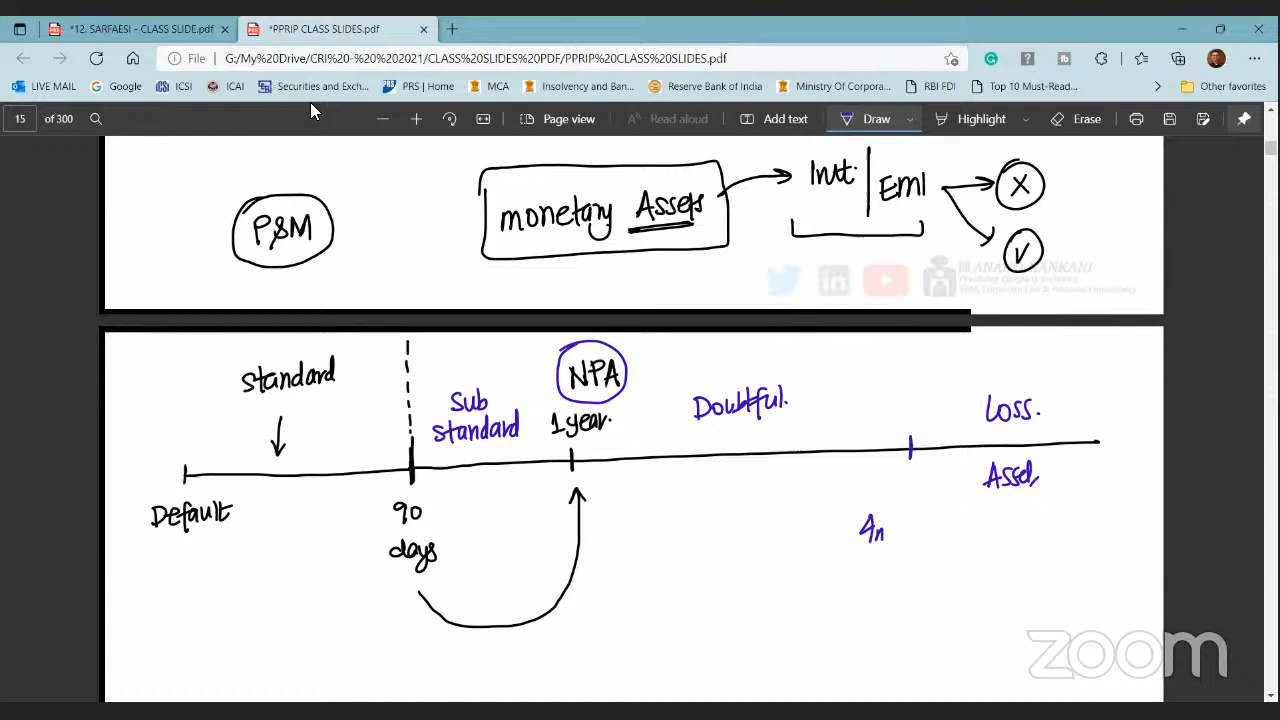 *12. SARFAESI - CLASS SLIDE.pdf
*PPRIP CLASS SLIDES.pdf
File
G:/My%20Drive/CRI%20-%20%202021/CLASS%20SLIDES%20PDF/PPRIP%20CLASS%20SLIDES.pdf
LIVE MAIL Google ICSI ICAI Securities and Exch... PRS | Home MCA Insolvency and Ban... Reserve Bank of India Ministry Of Corpora... RBI FDI Top 10 Must-Read... Other favorites
15 of 300 Page view Read aloud Add text Draw Highlight Erase
P&M
monetary Assets
Instt. EMI
X
✓
Standard
Sub
standard
NPA
1 year.
Doubtful.
Loss.
Asset
Default
90
days
zoom